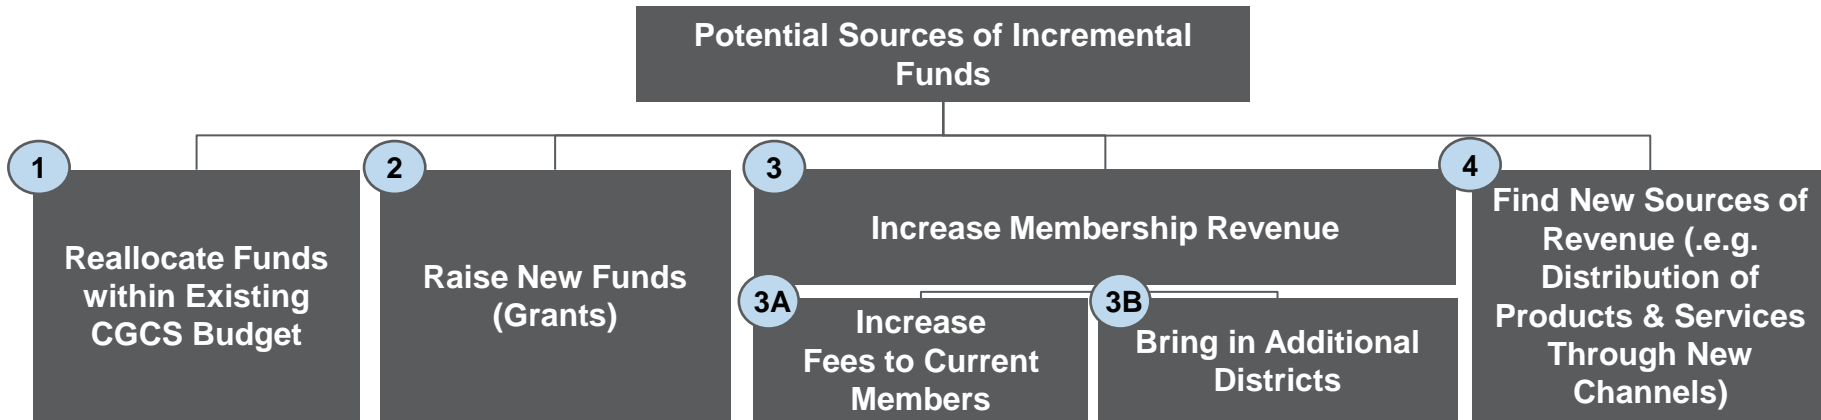 Potential Sources of Incremental
Funds
1
Reallocate Funds
within Existing
CGCS Budget
2
Raise New Funds
(Grants)
3
Increase Membership Revenue
3A
Increase
Fees to Current
Members
3B
Bring in Additional
Districts
4
Find New Sources of
Revenue (.e.g.
Distribution of
Products & Services
Through New
Channels)